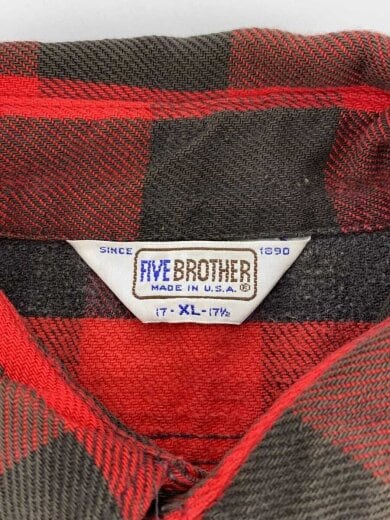 SINCE 1890
FIVE BROTHER
MADE IN U.S.A.®
17-XL-17½